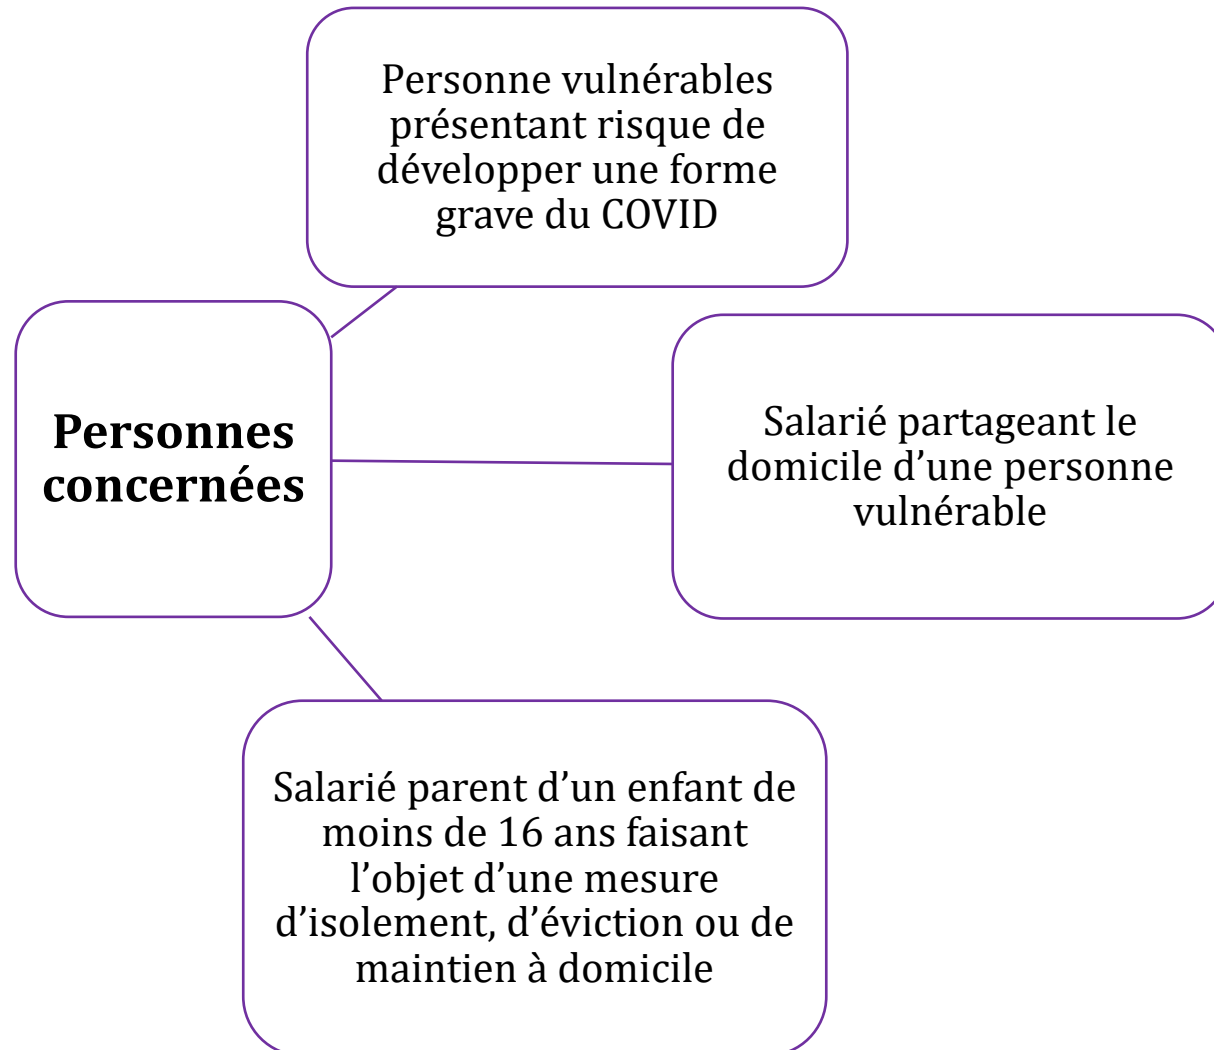 Personne vulnérables
présentant risque de
développer une forme
grave du COVID
Personnes
concernées
Salarié partageant le
domicile d’une personne
vulnérable
Salarié parent d’un enfant de
moins de 16 ans faisant
l’objet d’une mesure
d’isolement, d’éviction ou de
maintien à domicile